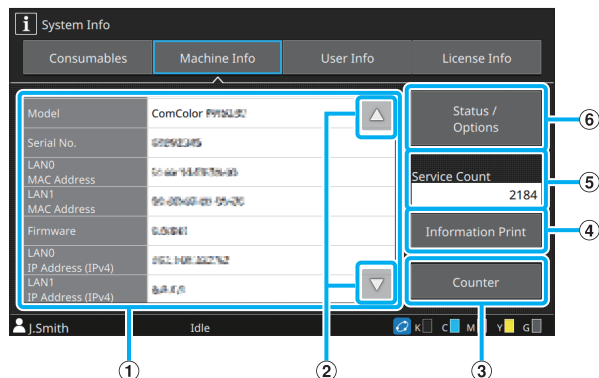 i System Info
Consumables Machine Info User Info License Info
Model ComColor
Serial No.
LAN0
MAC Address
LAN1
MAC Address
Firmware
LAN0
IP Address (IPv4)
LAN1
IP Address (IPv4)
Status /
Options
Service Count
2184
Information Print
Counter
J.Smith Idle K C M Y G
1 2 3
4
5
6